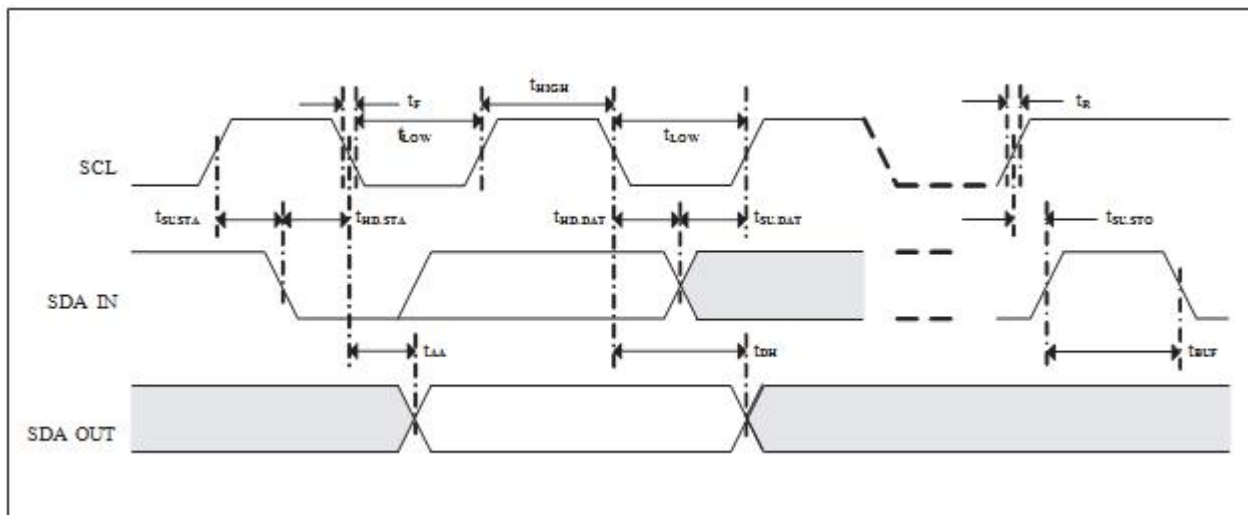 tHIGH
tF
tR
tLOW
tLOW
SCL
tSU.STA
tHD.STA
tHD.DAT
tSU.DAT
tSU.STO
SDA IN
tAA
tDH
tBUF
SDA OUT